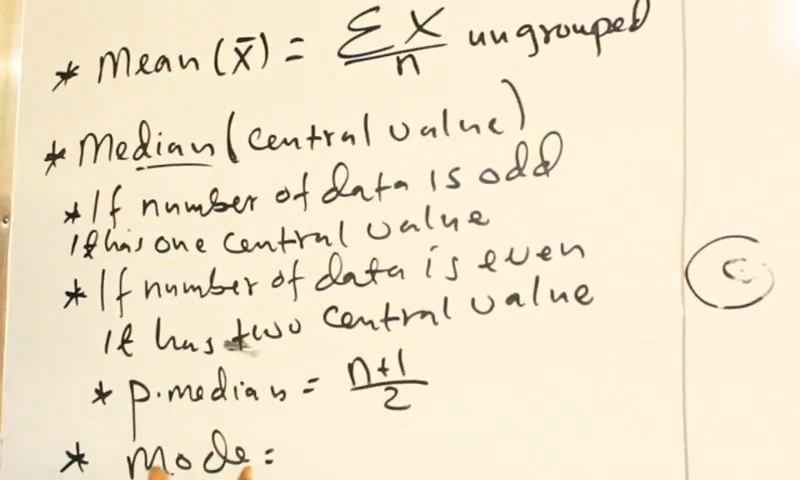 * Mean (x̄) = ΣX/n ungrouped
* Median (central value)
* If number of data is odd
It has one central value
* If number of data is even
It has two central value
* p.median = n+1/2
* Mode =
C